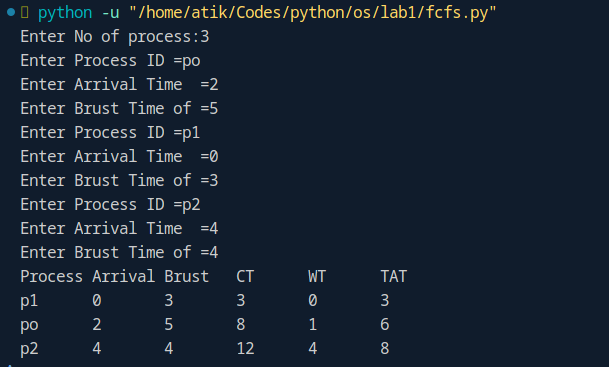 python -u "/home/atik/Codes/python/os/lab1/fcfs.py"
Enter No of process:3
Enter Process ID =po
Enter Arrival Time  =2
Enter Brust Time of =5
Enter Process ID =p1
Enter Arrival Time  =0
Enter Brust Time of =3
Enter Process ID =p2
Enter Arrival Time  =4
Enter Brust Time of =4
Process Arrival Brust   CT      WT      TAT
p1      0       3       3       0       3
po      2       5       8       1       6
p2      4       4       12      4       8